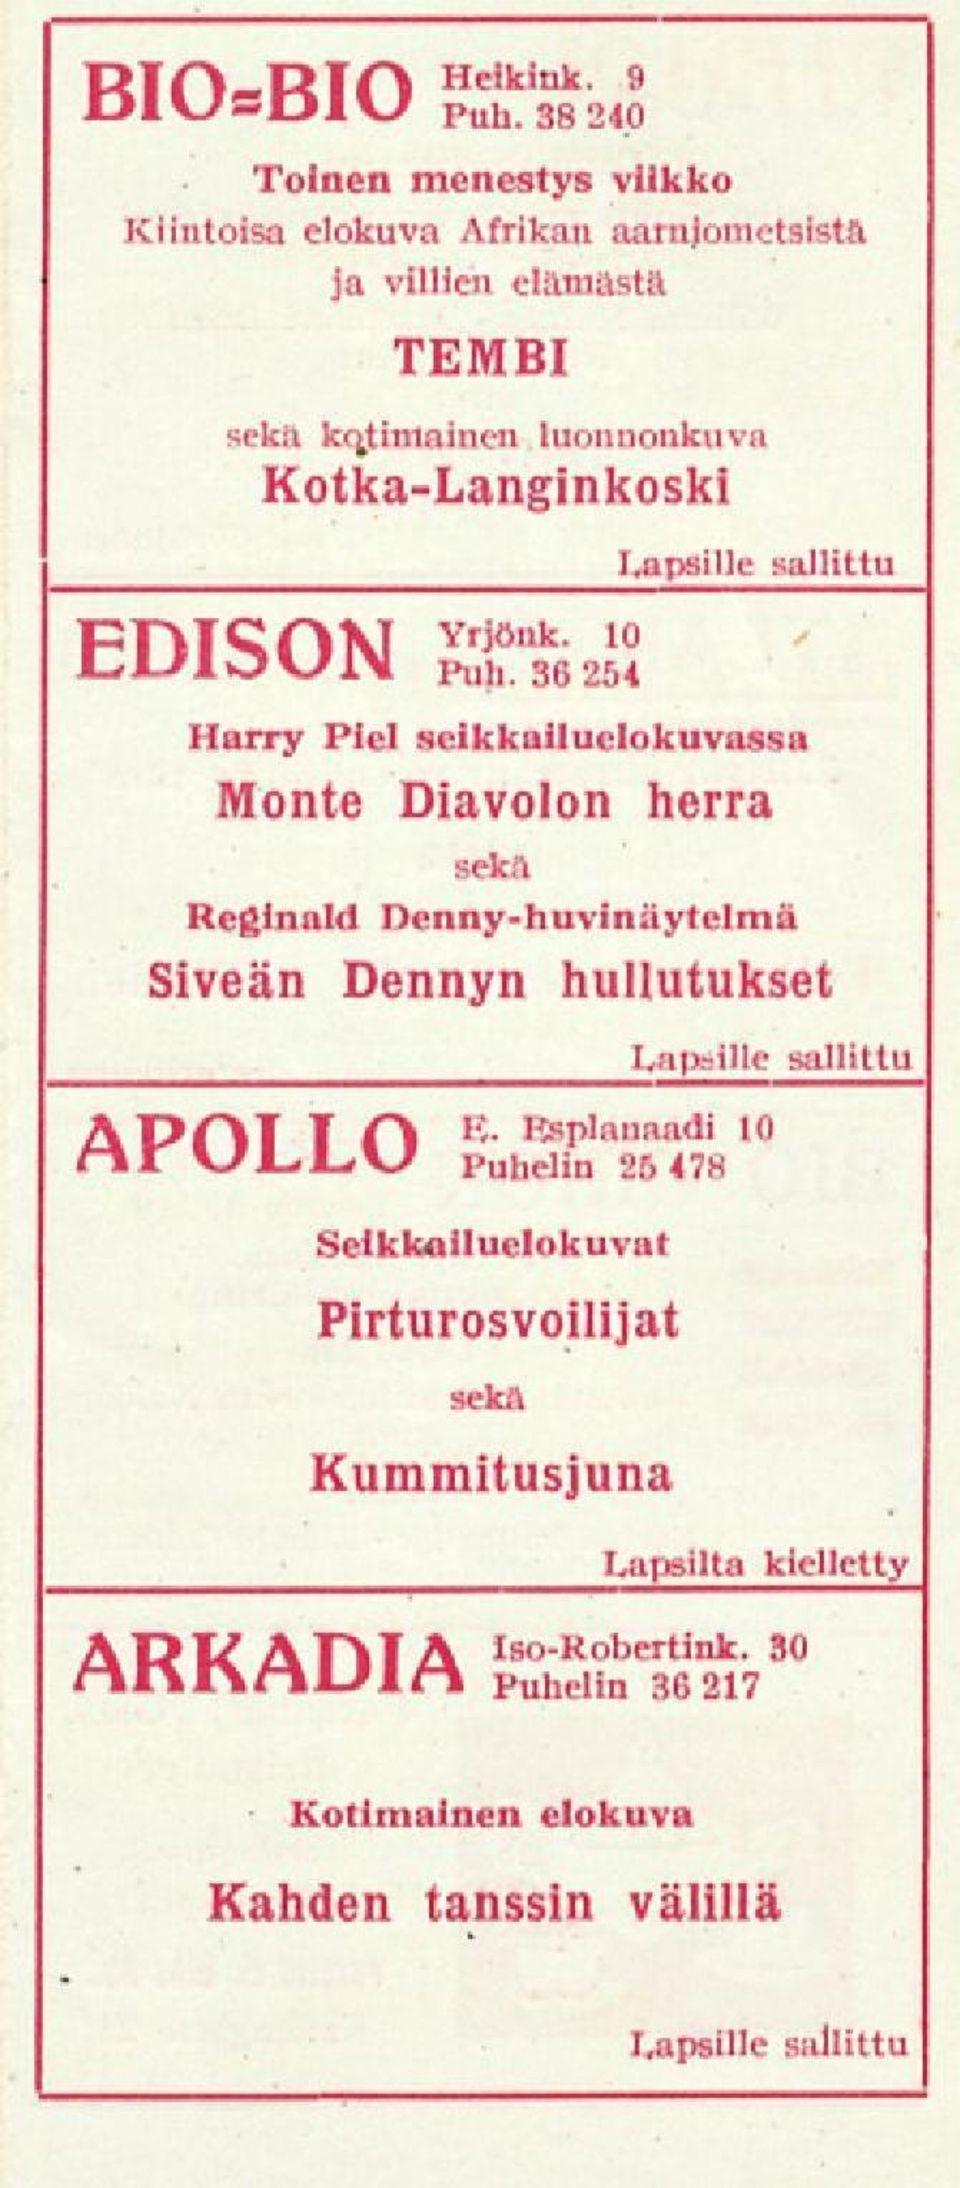 BIO=BIO Heikink. 9
Puh. 38 240
Toinen menestys viikko
Kiintoisa elokuva Afrikan aarnjometsistä
ja villien elämästä
TEMBI
sekä kotimainen luonnonkuva
Kotka-Langinkoski
Lapsille sallittu
EDISON Yrjönk. 10
Puh. 36 254
Harry Piel seikkailuelokuvassa
Monte Diavolon herra
sekä
Reginald Denny-huvinäytelmä
Siveän Dennyn hullutukset
Lapsille sallittu
APOLLO E. Esplanaadi 10
Puhelin 25 478
Seikkailuelokuvat
Pirturosvoilijat
sekä
Kummitusjuna
Lapsilta kielletty
ARKADIA Iso-Robertink. 30
Puhelin 36 217
Kotimainen elokuva
Kahden tanssin välillä
Lapsille sallittu